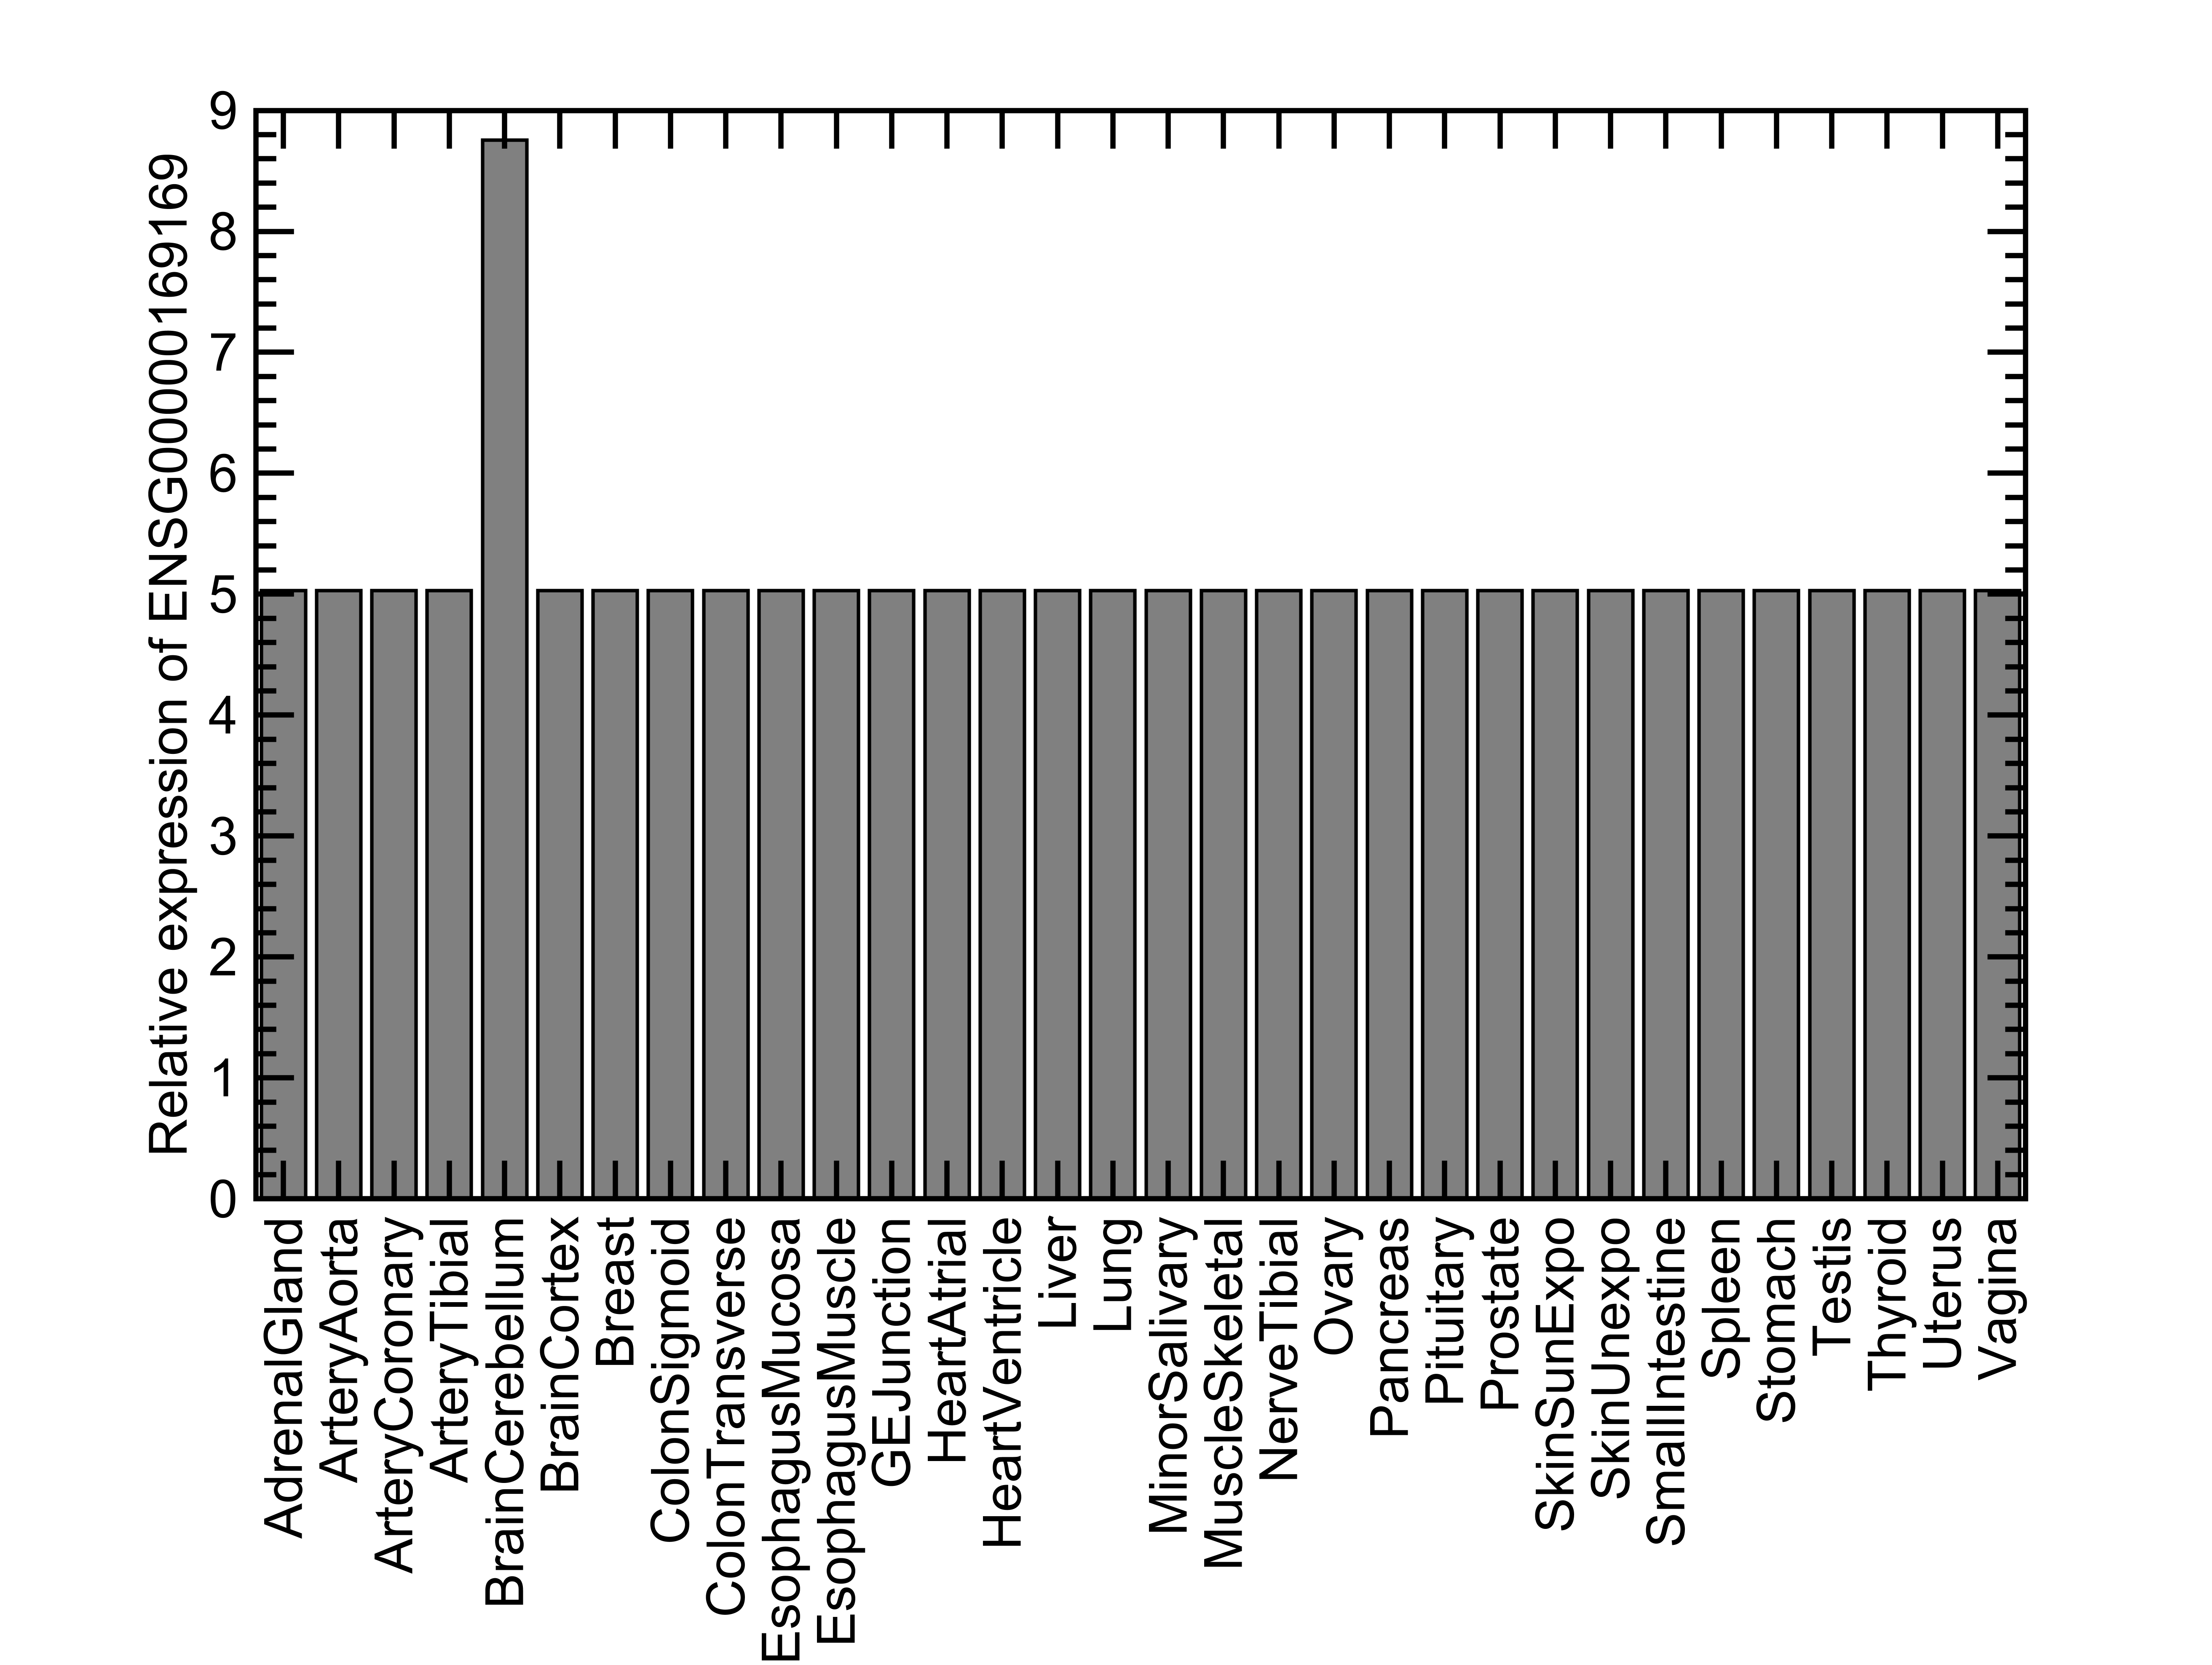 Relative expression of ENSG00000169169
9
8
7
6
5
4
3
2
1
0
AdrenalGland
ArteryAorta
ArteryCoronary
ArteryTibial
BrainCerebellum
BrainCortex
Breast
ColonSigmoid
ColonTransverse
EsophagusMucosa
EsophagusMuscle
GEJunction
HeartAtrial
HeartVentricle
Liver
Lung
MinorSalivary
MuscleSkeletal
NerveTibial
Ovary
Pancreas
Pituitary
Prostate
SkinSunExpo
SkinUnexpo
SmallIntestine
Spleen
Stomach
Testis
Thyroid
Uterus
Vagina